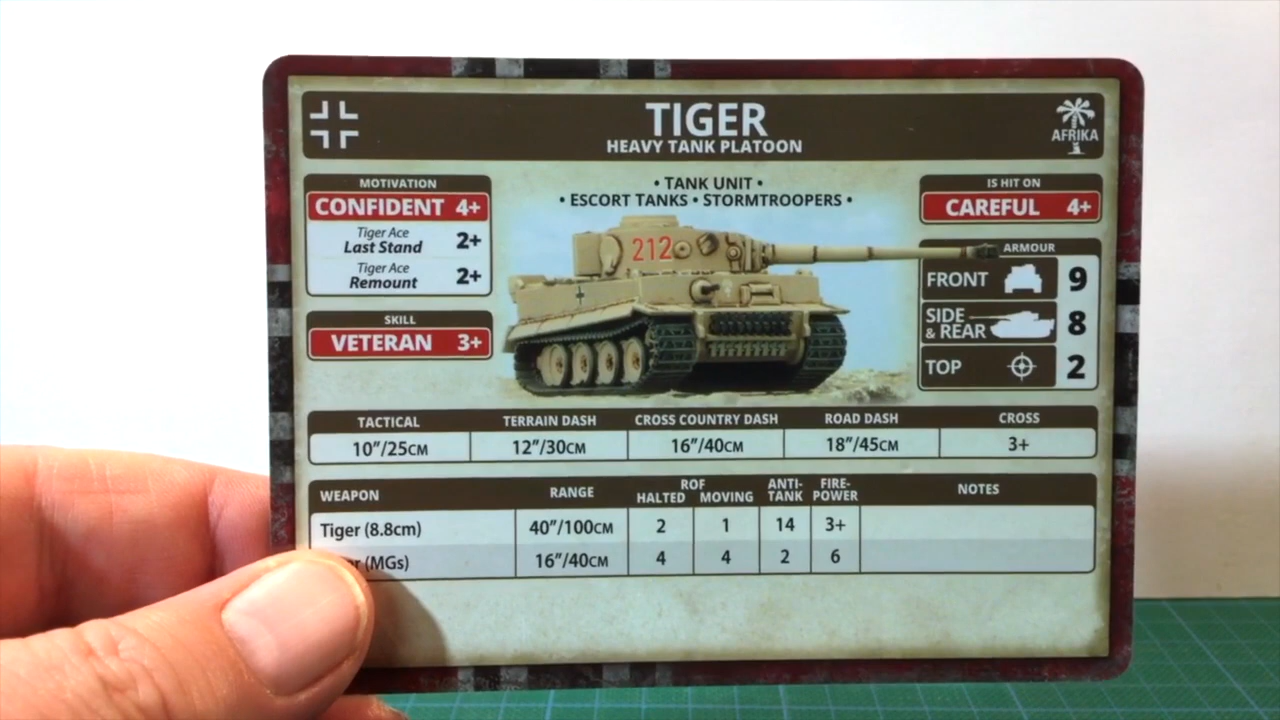 TIGER
HEAVY TANK PLATOON
AFRIKA
• TANK UNIT •
• ESCORT TANKS • STORMTROOPERS •
MOTIVATION
CONFIDENT 4+
Tiger Ace
Last Stand 2+
Tiger Ace
Remount 2+
SKILL
VETERAN 3+
212
IS HIT ON
CAREFUL 4+
ARMOUR
FRONT 9
SIDE
& REAR 8
TOP 2
TACTICAL TERRAIN DASH CROSS COUNTRY DASH ROAD DASH CROSS
10"/25CM 12"/30CM 16"/40CM 18"/45CM 3+
WEAPON RANGE ROF HALTED MOVING ANTI-TANK FIRE-POWER NOTES
Tiger (8.8cm) 40"/100CM 2 1 14 3+
(MGs) 16"/40CM 4 4 2 6